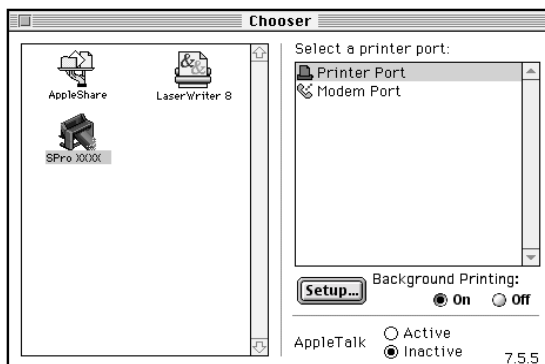 Chooser
AppleShare
LaserWriter 8
SPro XXXX
Select a printer port:
Printer Port
Modem Port
Setup...
Background Printing:
On Off
AppleTalk
Active
Inactive
7.5.5